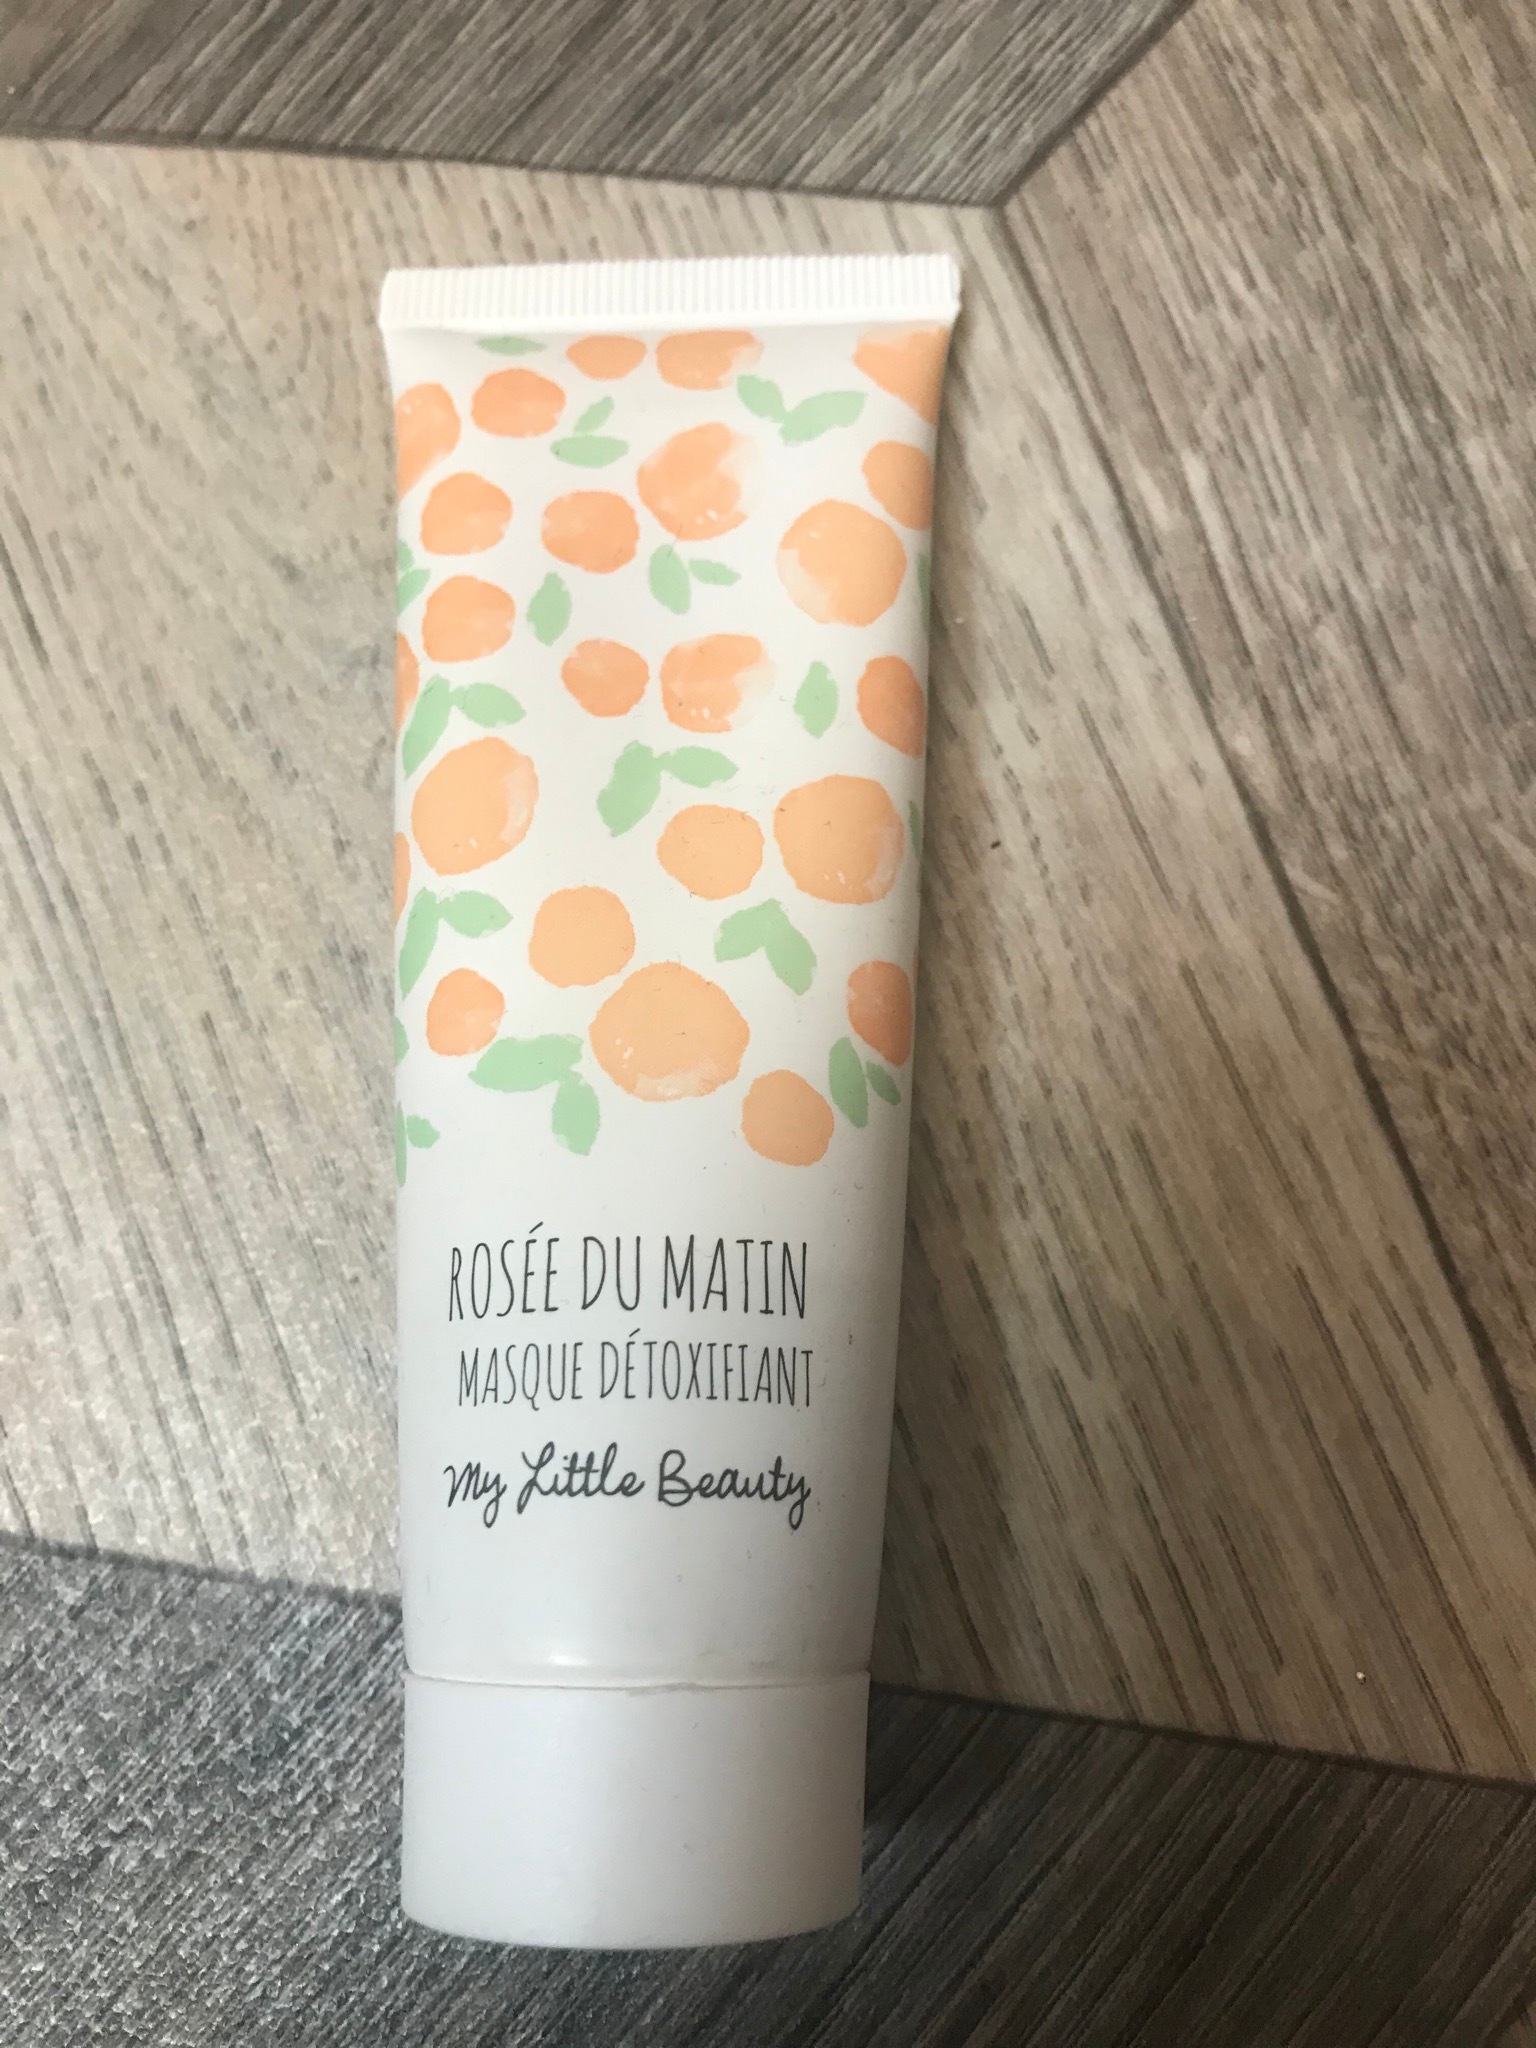 ROSÉE DU MATIN
MASQUE DÉTOXIFIANT
My Little Beauty